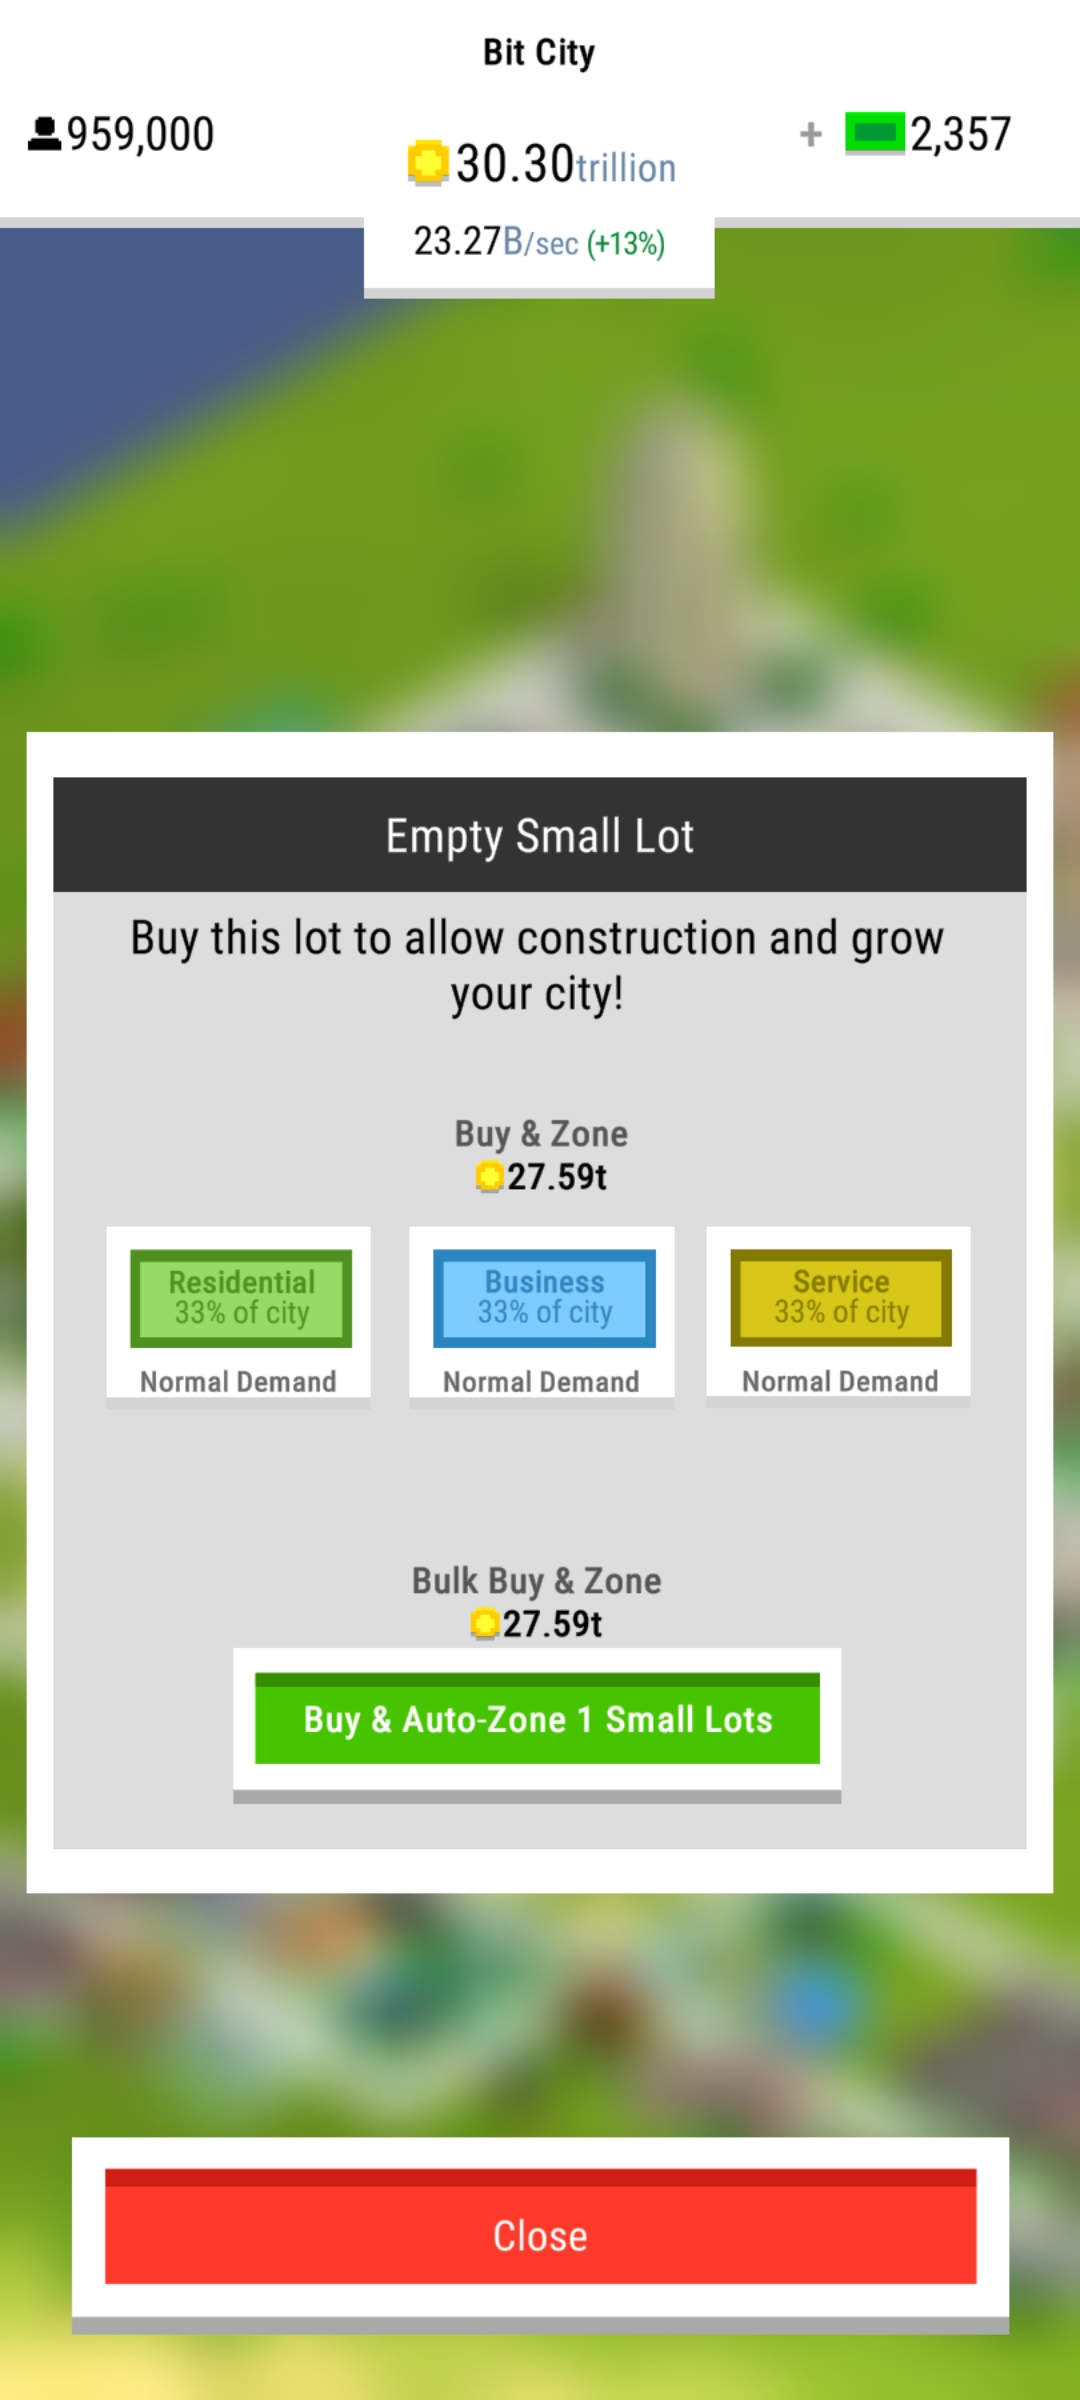 Bit City
959,000
30.30trillion
+ 2,357
23.27B/sec (+13%)
Empty Small Lot
Buy this lot to allow construction and grow
your city!
Buy & Zone
27.59t
Residential
33% of city
Normal Demand
Business
33% of city
Normal Demand
Service
33% of city
Normal Demand
Bulk Buy & Zone
27.59t
Buy & Auto-Zone 1 Small Lots
Close